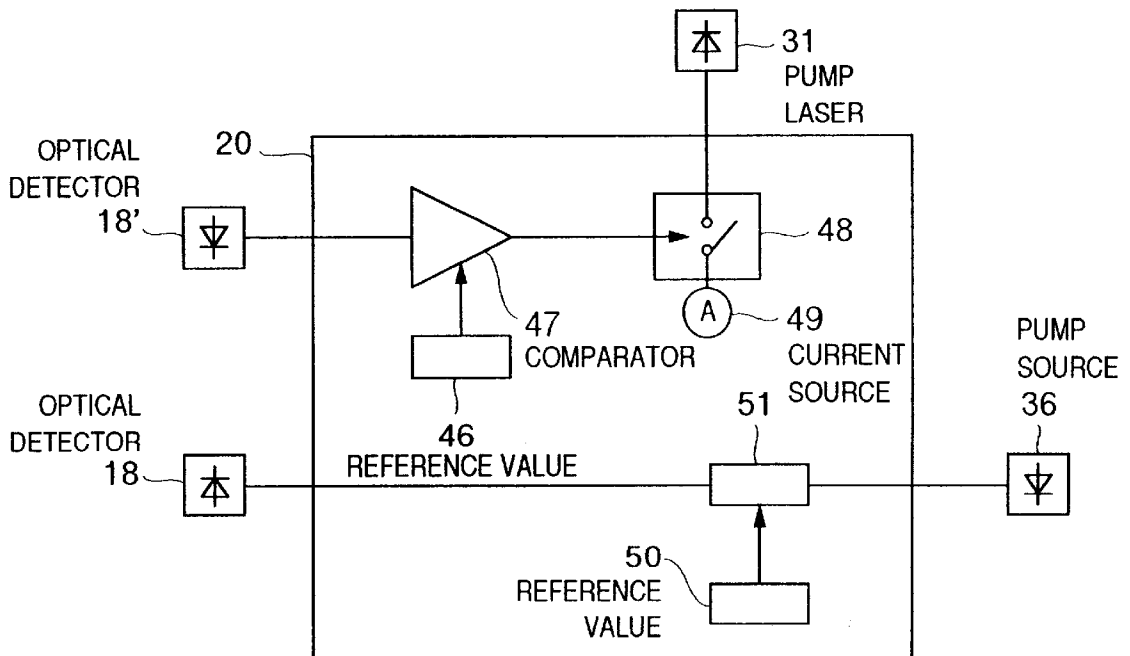 31
PUMP
LASER
20
OPTICAL
DETECTOR
18'
48
A
49
CURRENT
SOURCE
47
COMPARATOR
46
REFERENCE VALUE
PUMP
SOURCE
36
OPTICAL
DETECTOR
18
51
50
REFERENCE
VALUE